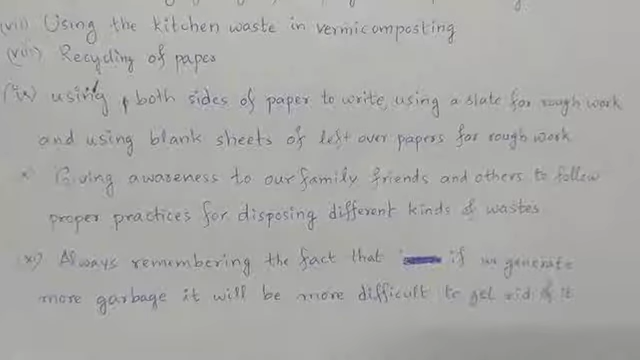 (vii) Using the kitchen waste in vermicomposting
(viii) Recycling of paper
(ix) using both sides of paper to write, using a slate for rough work
and using blank sheets of left over papers for rough work
x Giving awareness to our family friends and others to follow
proper practices for disposing different kinds of wastes
xi) Always remembering the fact that if we generate
more garbage it will be more difficult to get rid of it